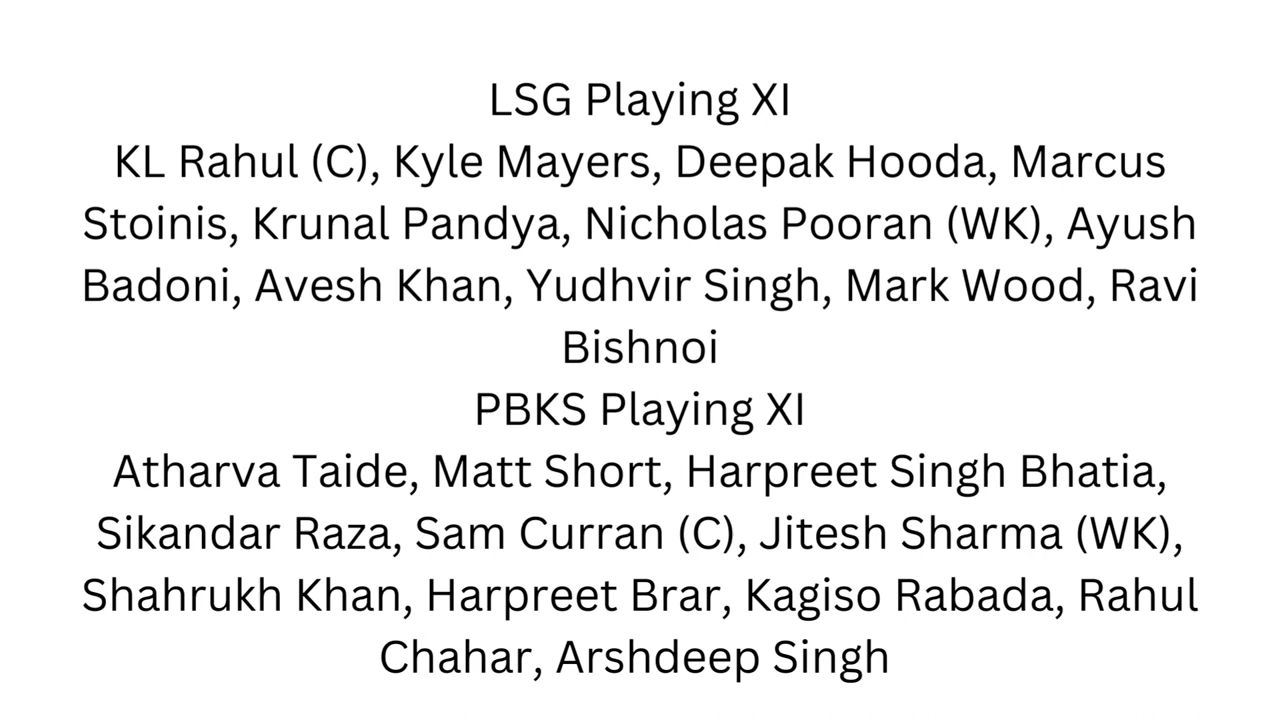 LSG Playing XI
KL Rahul (C), Kyle Mayers, Deepak Hooda, Marcus
Stoinis, Krunal Pandya, Nicholas Pooran (WK), Ayush
Badoni, Avesh Khan, Yudhvir Singh, Mark Wood, Ravi
Bishnoi
PBKS Playing XI
Atharva Taide, Matt Short, Harpreet Singh Bhatia,
Sikandar Raza, Sam Curran (C), Jitesh Sharma (WK),
Shahrukh Khan, Harpreet Brar, Kagiso Rabada, Rahul
Chahar, Arshdeep Singh